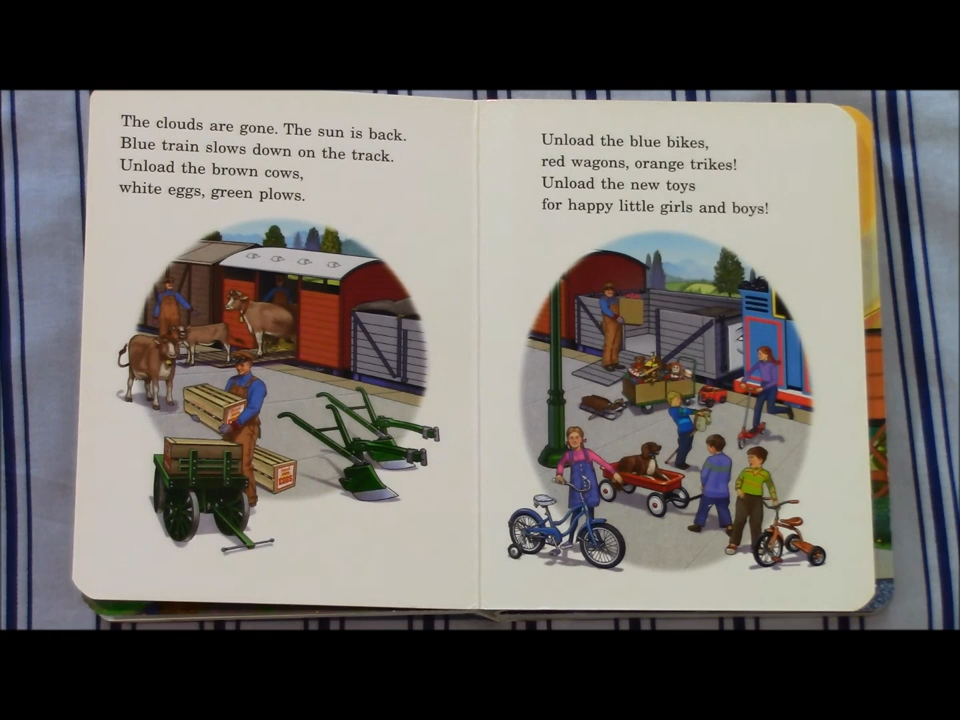 The clouds are gone. The sun is back.
Blue train slows down on the track.
Unload the brown cows,
white eggs, green plows.
Unload the blue bikes,
red wagons, orange trikes!
Unload the new toys
for happy little girls and boys!
EGGS